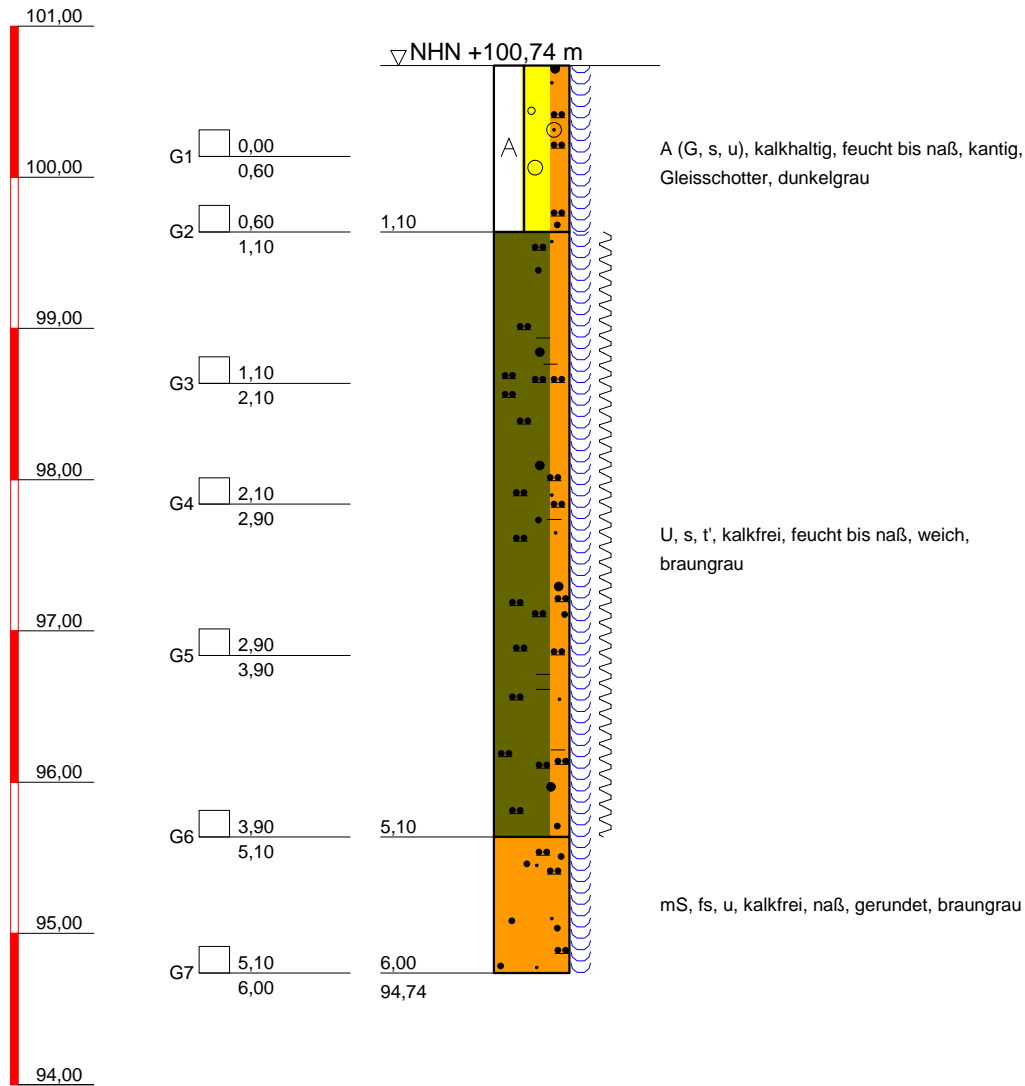 101,00
NHN +100,74 m
G1
0,00
0,60
A
A (G, s, u), kalkhaltig, feucht bis naß, kantig,
Gleisschotter, dunkelgrau
100,00
G2
0,60
1,10
1,10
99,00
G3
1,10
2,10
98,00
G4
2,10
2,90
U, s, t', kalkfrei, feucht bis naß, weich,
braungrau
97,00
G5
2,90
3,90
96,00
G6
3,90
5,10
5,10
mS, fs, u, kalkfrei, naß, gerundet, braungrau
95,00
G7
5,10
6,00
6,00
94,74
94,00